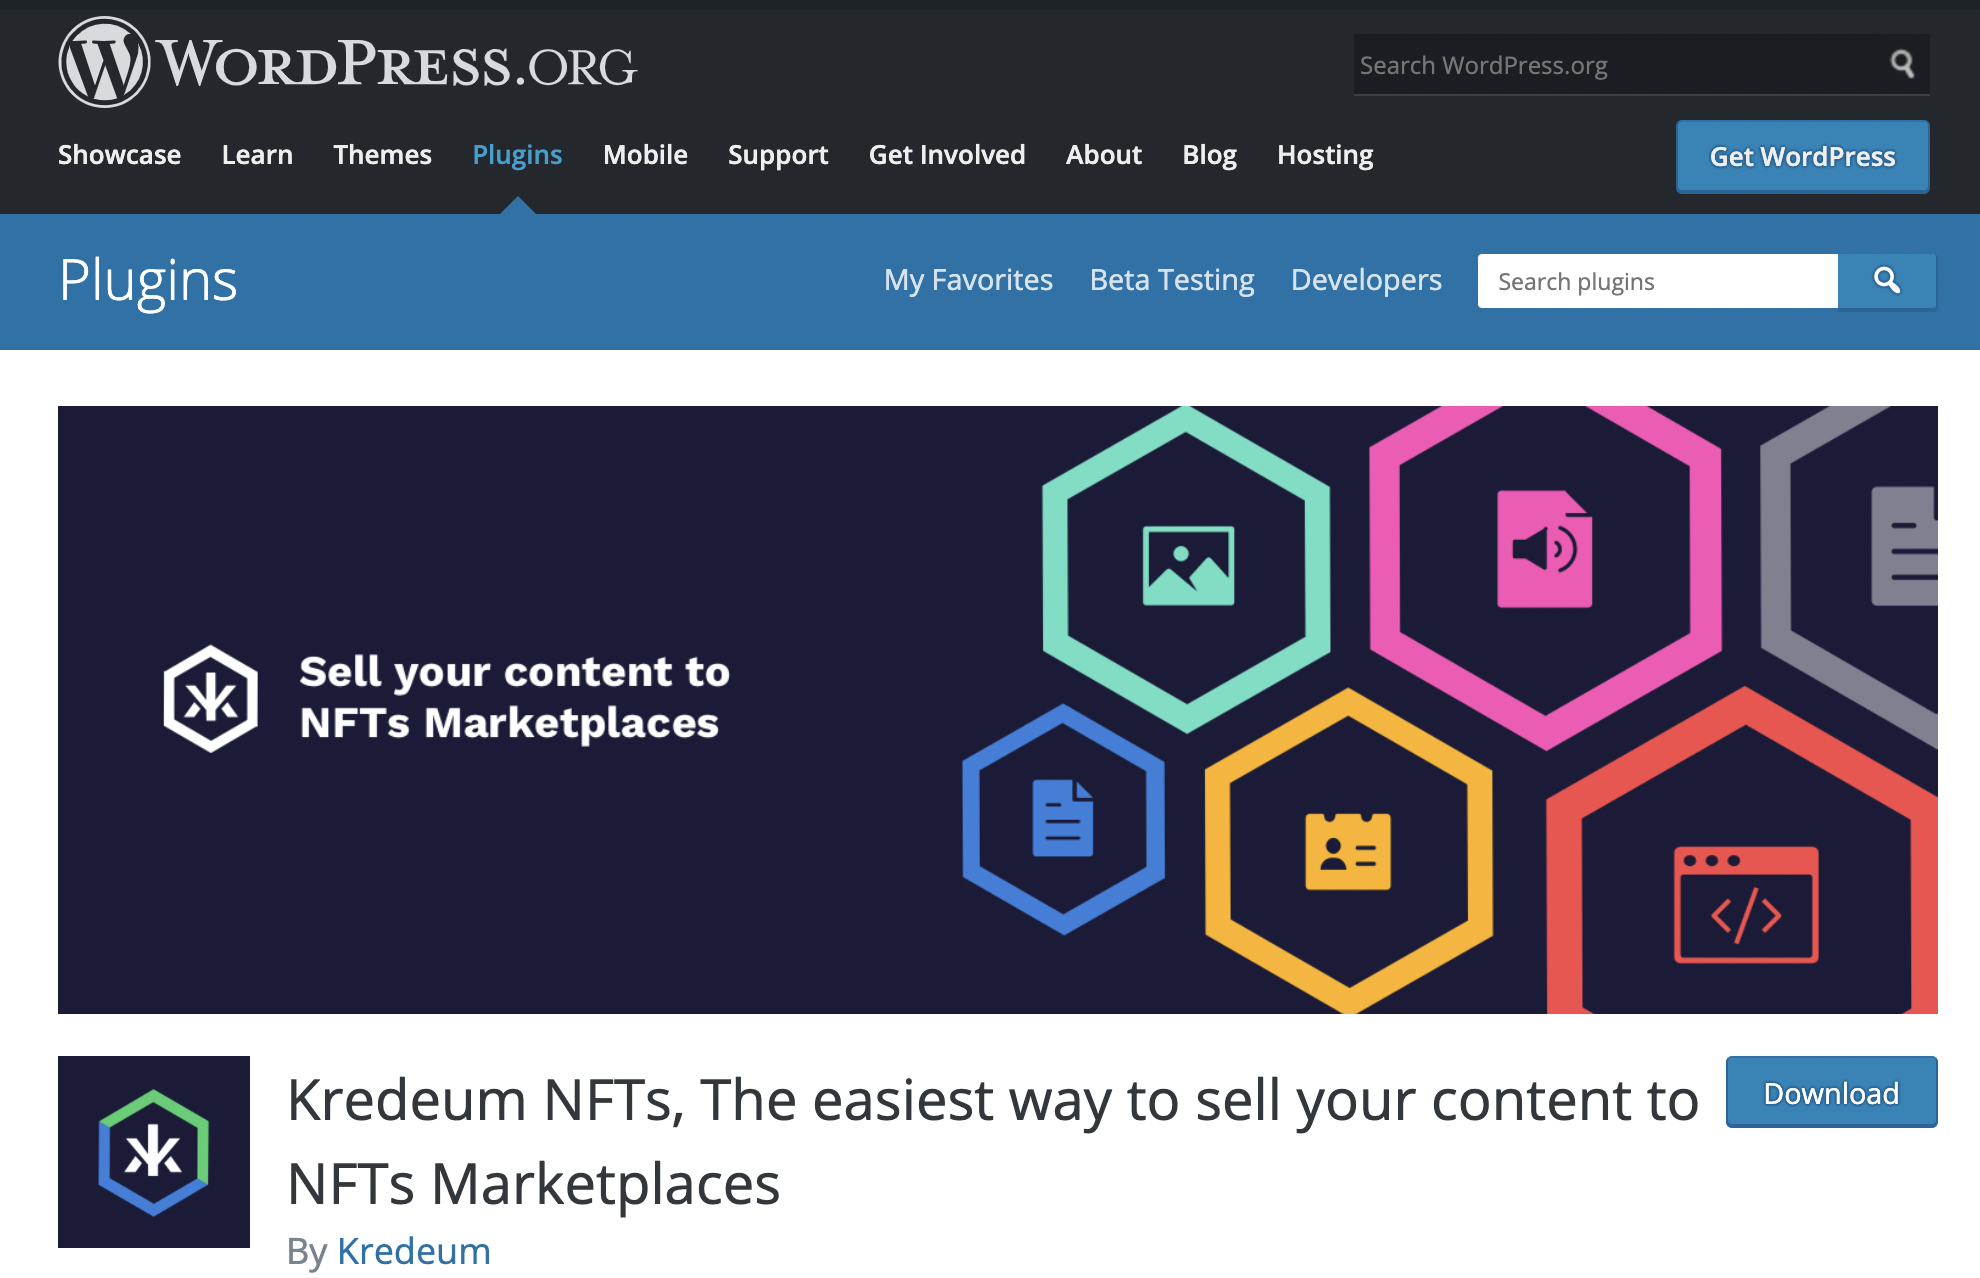 WORDPRESS.ORG
Search WordPress.org
Showcase Learn Themes Plugins Mobile Support Get Involved About Blog Hosting
Get WordPress
Plugins
My Favorites Beta Testing Developers
Search plugins
Sell your content to
NFTs Marketplaces
Kredeum NFTs, The easiest way to sell your content to
NFTs Marketplaces
Download
By Kredeum